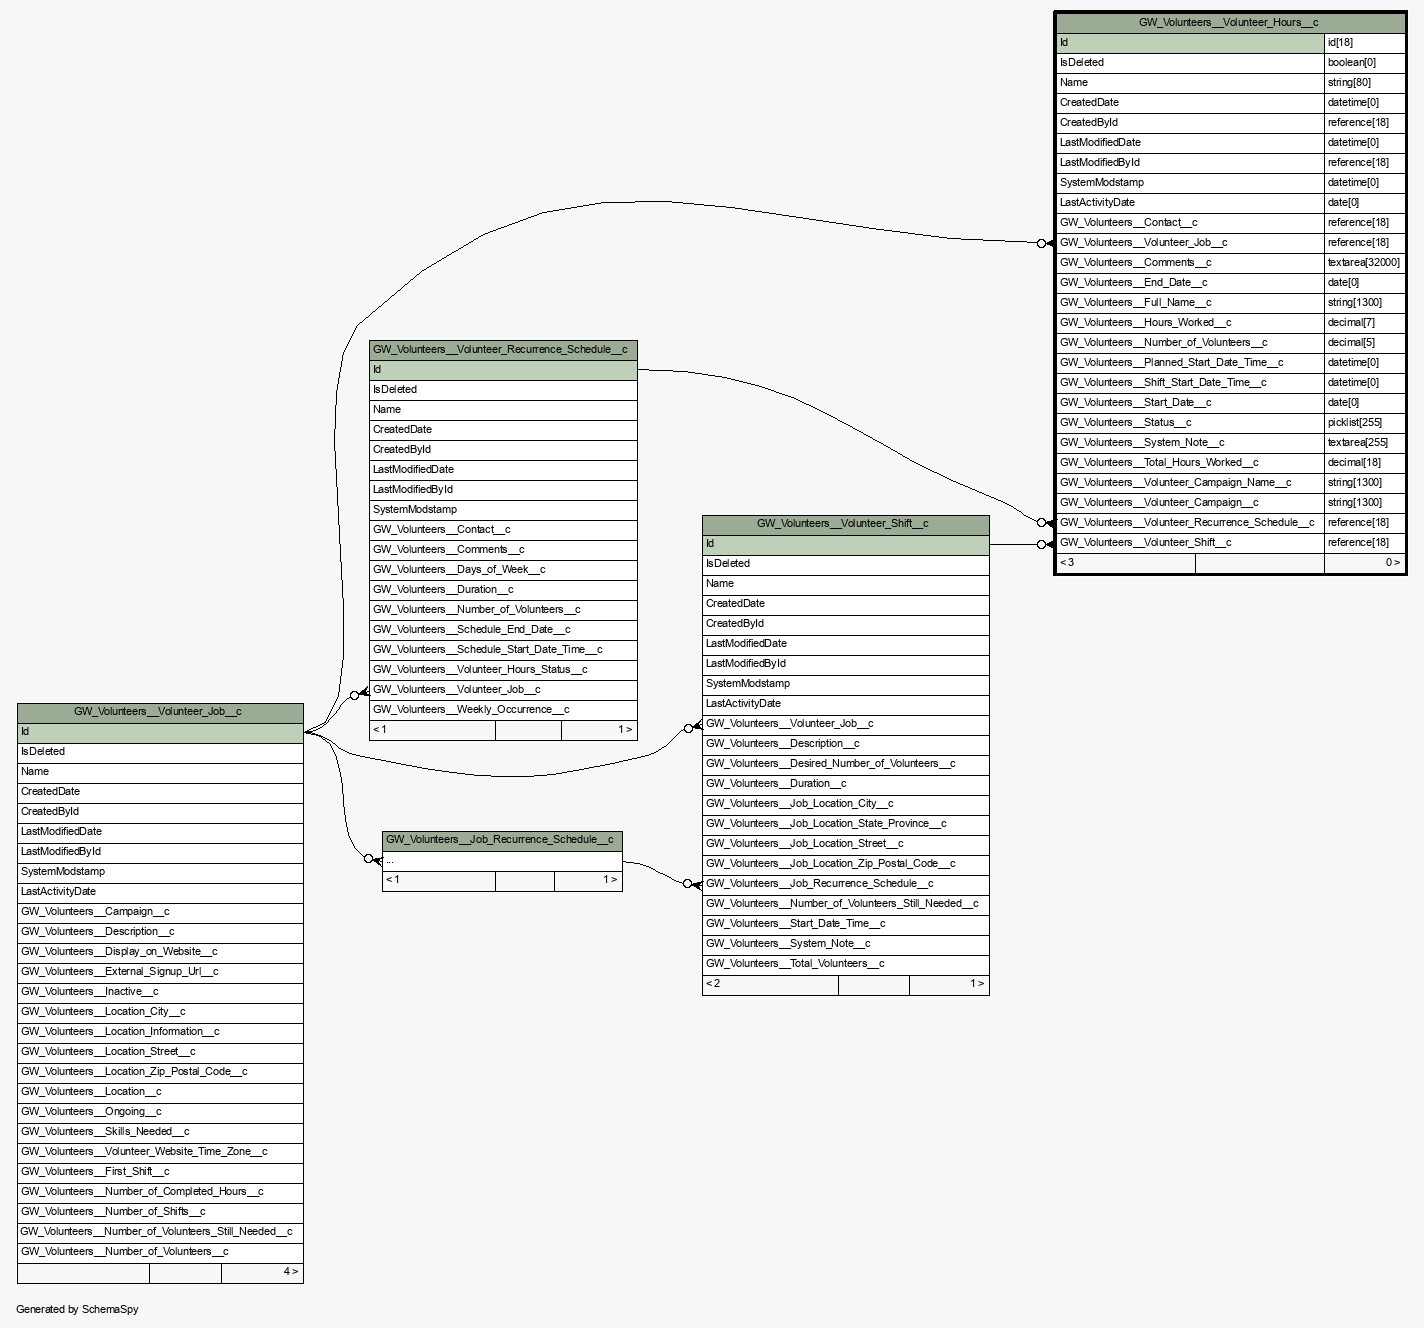 GW_Volunteers__Volunteer_Hours__c
Id id[18]
IsDeleted boolean[0]
Name string[80]
CreatedDate datetime[0]
CreatedById reference[18]
LastModifiedDate datetime[0]
LastModifiedById reference[18]
SystemModstamp datetime[0]
LastActivityDate date[0]
GW_Volunteers__Contact__c reference[18]
GW_Volunteers__Volunteer_Job__c reference[18]
GW_Volunteers__Comments__c textarea[32000]
GW_Volunteers__End_Date__c date[0]
GW_Volunteers__Full_Name__c string[1300]
GW_Volunteers__Hours_Worked__c decimal[7]
GW_Volunteers__Number_of_Volunteers__c decimal[5]
GW_Volunteers__Planned_Start_Date_Time__c datetime[0]
GW_Volunteers__Shift_Start_Date_Time__c datetime[0]
GW_Volunteers__Start_Date__c date[0]
GW_Volunteers__Status__c picklist[255]
GW_Volunteers__System_Note__c textarea[255]
GW_Volunteers__Total_Hours_Worked__c decimal[18]
GW_Volunteers__Volunteer_Campaign_Name__c string[1300]
GW_Volunteers__Volunteer_Campaign__c string[1300]
GW_Volunteers__Volunteer_Recurrence_Schedule__c reference[18]
GW_Volunteers__Volunteer_Shift__c reference[18]
< 3 0 >
GW_Volunteers__Volunteer_Recurrence_Schedule__c
Id
IsDeleted
Name
CreatedDate
CreatedById
LastModifiedDate
LastModifiedById
SystemModstamp
GW_Volunteers__Contact__c
GW_Volunteers__Comments__c
GW_Volunteers__Days_of_Week__c
GW_Volunteers__Duration__c
GW_Volunteers__Number_of_Volunteers__c
GW_Volunteers__Schedule_End_Date__c
GW_Volunteers__Schedule_Start_Date_Time__c
GW_Volunteers__Volunteer_Hours_Status__c
GW_Volunteers__Volunteer_Job__c
GW_Volunteers__Weekly_Occurrence__c
< 1 1 >
GW_Volunteers__Volunteer_Shift__c
Id
IsDeleted
Name
CreatedDate
CreatedById
LastModifiedDate
LastModifiedById
SystemModstamp
LastActivityDate
GW_Volunteers__Volunteer_Job__c
GW_Volunteers__Description__c
GW_Volunteers__Desired_Number_of_Volunteers__c
GW_Volunteers__Duration__c
GW_Volunteers__Job_Location_City__c
GW_Volunteers__Job_Location_State_Province__c
GW_Volunteers__Job_Location_Street__c
GW_Volunteers__Job_Location_Zip_Postal_Code__c
GW_Volunteers__Job_Recurrence_Schedule__c
GW_Volunteers__Number_of_Volunteers_Still_Needed__c
GW_Volunteers__Start_Date_Time__c
GW_Volunteers__System_Note__c
GW_Volunteers__Total_Volunteers__c
< 2 1 >
GW_Volunteers__Job_Recurrence_Schedule__c
...
< 1 1 >
GW_Volunteers__Volunteer_Job__c
Id
IsDeleted
Name
CreatedDate
CreatedById
LastModifiedDate
LastModifiedById
SystemModstamp
LastActivityDate
GW_Volunteers__Campaign__c
GW_Volunteers__Description__c
GW_Volunteers__Display_on_Website__c
GW_Volunteers__External_Signup_Url__c
GW_Volunteers__Inactive__c
GW_Volunteers__Location_City__c
GW_Volunteers__Location_Information__c
GW_Volunteers__Location_Street__c
GW_Volunteers__Location_Zip_Postal_Code__c
GW_Volunteers__Location__c
GW_Volunteers__Ongoing__c
GW_Volunteers__Skills_Needed__c
GW_Volunteers__Volunteer_Website_Time_Zone__c
GW_Volunteers__First_Shift__c
GW_Volunteers__Number_of_Completed_Hours__c
GW_Volunteers__Number_of_Shifts__c
GW_Volunteers__Number_of_Volunteers_Still_Needed__c
GW_Volunteers__Number_of_Volunteers__c
4 >
Generated by SchemaSpy